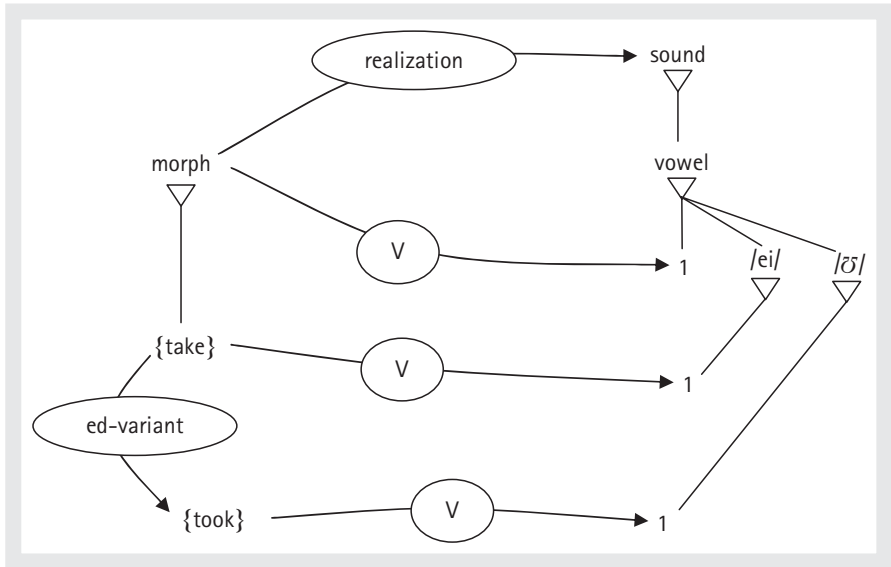 realization
sound
morph
vowel
V
1
/ei/
/ʊ/
{take}
V
1
ed-variant
{took}
V
1